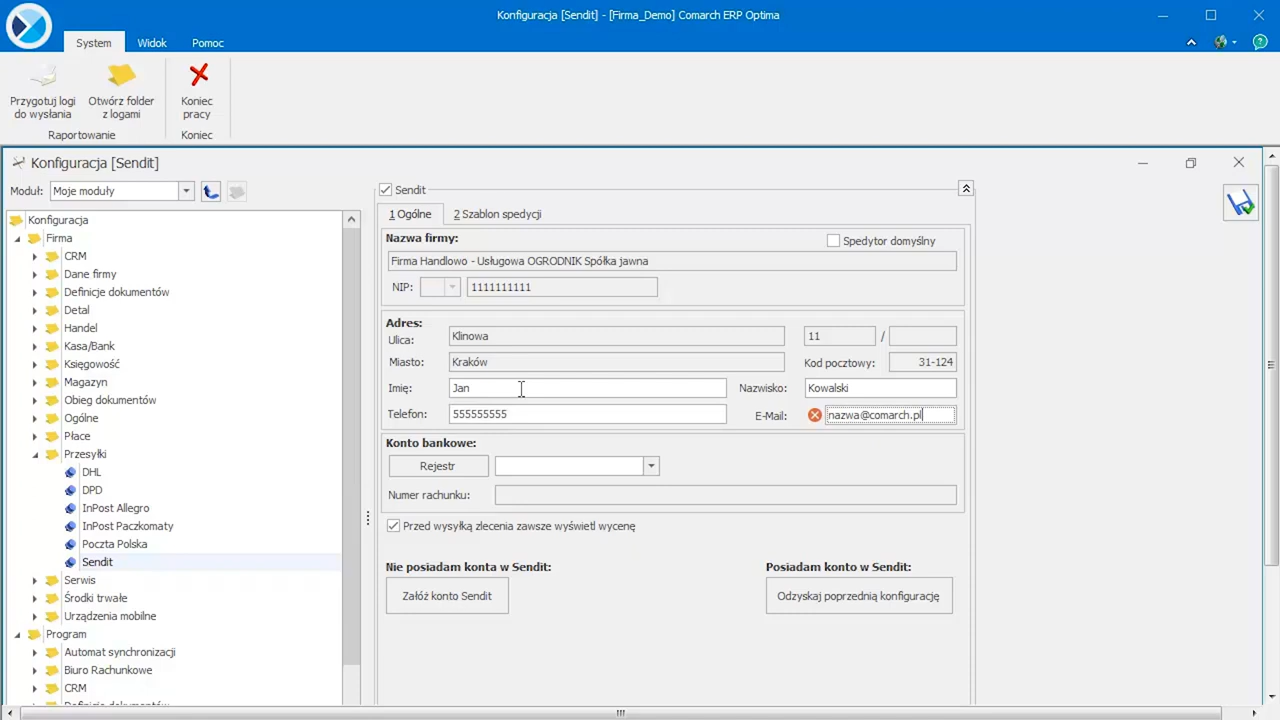 Konfiguracja [Sendit] - [Firma_Demo] Comarch ERP Optima
System Widok Pomoc
Przygotuj logi do wysłania
Otwórz folder z logami
Koniec pracy
Raportowanie
Koniec
Konfiguracja [Sendit]
Moduł: Moje moduły
Konfiguracja
Firma
CRM
Dane firmy
Definicje dokumentów
Detal
Handel
Kasa/Bank
Księgowość
Magazyn
Obieg dokumentów
Ogólne
Płace
Przesyłki
DHL
DPD
InPost Allegro
InPost Paczkomaty
Poczta Polska
Sendit
Serwis
Środki trwałe
Urządzenia mobilne
Program
Automat synchronizacji
Biuro Rachunkowe
CRM
Definicje dokumentów
Sendit
1 Ogólne 2 Szablon spedycji
Nazwa firmy: Spedytor domyślny
Firma Handlowo - Usługowa OGRODNIK Spółka jawna
NIP: 1111111111
Adres:
Ulica: Klinowa 11 /
Miasto: Kraków Kod pocztowy: 31-124
Imię: Jan Nazwisko: Kowalski
Telefon: 555555555 E-Mail: nazwa@comarch.pl
Konto bankowe:
Rejestr
Numer rachunku:
Przed wysyłką zlecenia zawsze wyświetl wycenę
Nie posiadam konta w Sendit: Posiadam konto w Sendit:
Załóż konto Sendit Odzyskaj poprzednią konfigurację